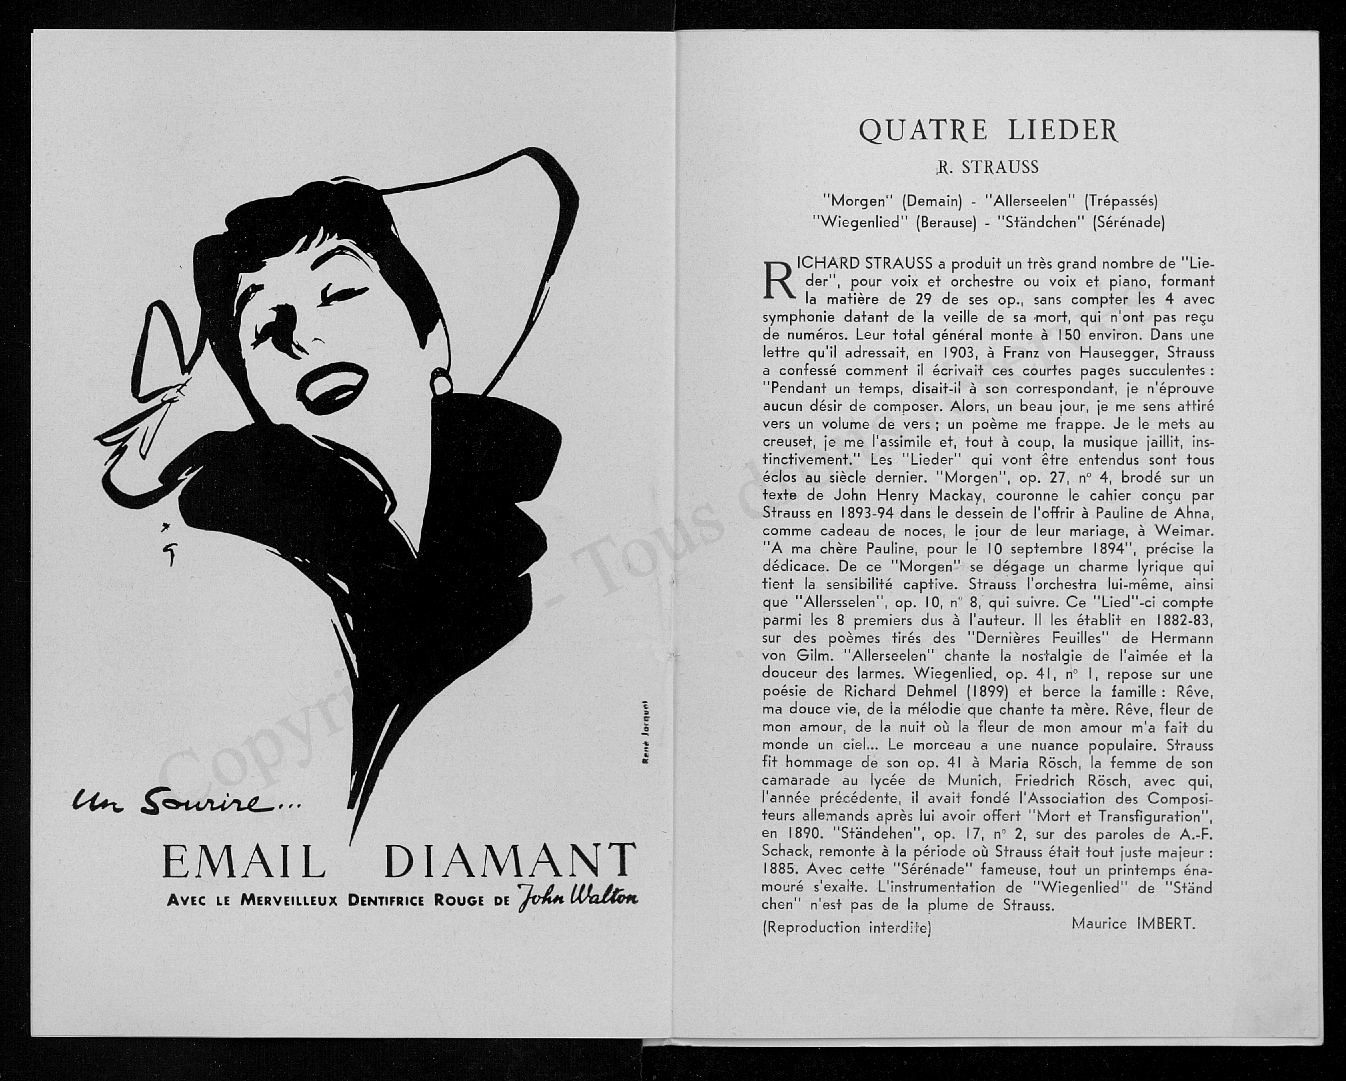 Un Sourire...
EMAIL DIAMANT
AVEC LE MERVEILLEUX DENTIFRICE ROUGE DE John Walton
René Jacquet
QUATRE LIEDER
R. STRAUSS
"Morgen" (Demain) - "Allerseelen" (Trépassés)
"Wiegenlied" (Berause) - "Ständchen" (Sérénade)
RICHARD STRAUSS a produit un très grand nombre de "Lie-
der", pour voix et orchestre ou voix et piano, formant
la matière de 29 de ses op., sans compter les 4 avec
symphonie datant de la veille de sa mort, qui n'ont pas reçu
de numéros. Leur total général monte à 150 environ. Dans une
lettre qu'il adressait, en 1903, à Franz von Hausegger, Strauss
a confessé comment il écrivait ces courtes pages succulentes :
"Pendant un temps, disait-il à son correspondant, je n'éprouve
aucun désir de composer. Alors, un beau jour, je me sens attiré
vers un volume de vers ; un poème me frappe. Je le mets au
creuset, je me l'assimile et, tout à coup, la musique jaillit, ins-
tinctivement." Les "Lieder" qui vont être entendus sont tous
éclos au siècle dernier. "Morgen", op. 27, n° 4, brodé sur un
texte de John Henry Mackay, couronne le cahier conçu par
Strauss en 1893-94 dans le dessein de l'offrir à Pauline de Ahna,
comme cadeau de noces, le jour de leur mariage, à Weimar.
"A ma chère Pauline, pour le 10 septembre 1894", précise la
dédicace. De ce "Morgen" se dégage un charme lyrique qui
tient la sensibilité captive. Strauss l'orchestra lui-même, ainsi
que "Allersselen", op. 10, n° 8, qui suivre. Ce "Lied"-ci compte
parmi les 8 premiers dus à l'auteur. Il les établit en 1882-83,
sur des poèmes tirés des "Dernières Feuilles" de Hermann
von Gilm. "Allerseelen" chante la nostalgie de l'aimée et la
douceur des larmes. Wiegenlied, op. 41, n° 1, repose sur une
poésie de Richard Dehmel (1899) et berce la famille : Rêve,
ma douce vie, de la mélodie que chante ta mère. Rêve, fleur de
mon amour, de la nuit où la fleur de mon amour m'a fait du
monde un ciel... Le morceau a une nuance populaire. Strauss
fit hommage de son op. 41 à Maria Rösch, la femme de son
camarade au lycée de Munich, Friedrich Rösch, avec qui,
l'année précédente, il avait fondé l'Association des Composi-
teurs allemands après lui avoir offert "Mort et Transfiguration",
en 1890. "Ständehen", op. 17, n° 2, sur des paroles de A.-F.
Schack, remonte à la période où Strauss était tout juste majeur :
1885. Avec cette "Sérénade" fameuse, tout un printemps éna-
mouré s'exalte. L'instrumentation de "Wiegenlied" de "Ständ
chen" n'est pas de la plume de Strauss.
(Reproduction interdite)
Maurice IMBERT.